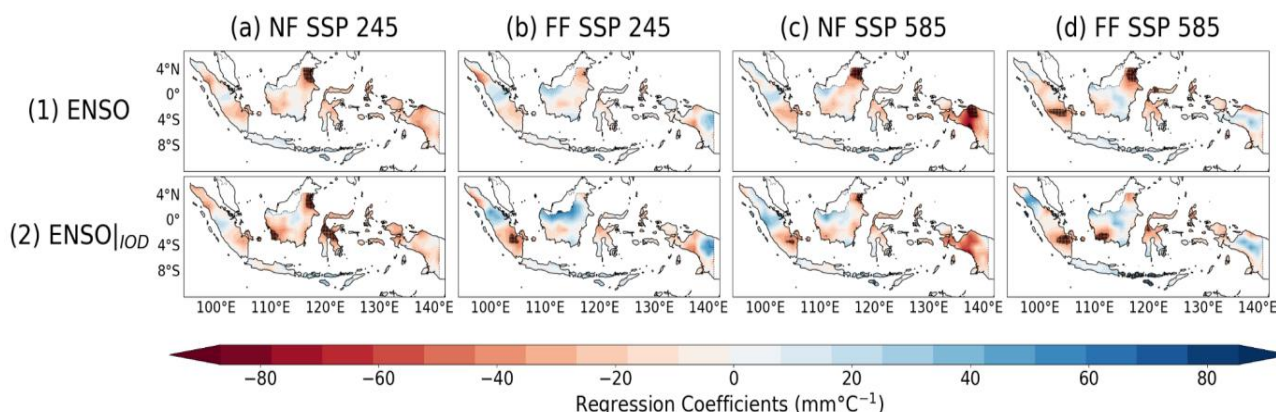 (a) NF SSP 245 (b) FF SSP 245 (c) NF SSP 585 (d) FF SSP 585
(1) ENSO
4°N
0°
4°S
8°S
(2) ENSO|IOD
4°N
0°
4°S
8°S
100°E 110°E 120°E 130°E 140°E 100°E 110°E 120°E 130°E 140°E 100°E 110°E 120°E 130°E 140°E 100°E 110°E 120°E 130°E 140°E
−80 −60 −40 −20 0 20 40 60 80
Regression Coefficients (mm°C⁻¹)